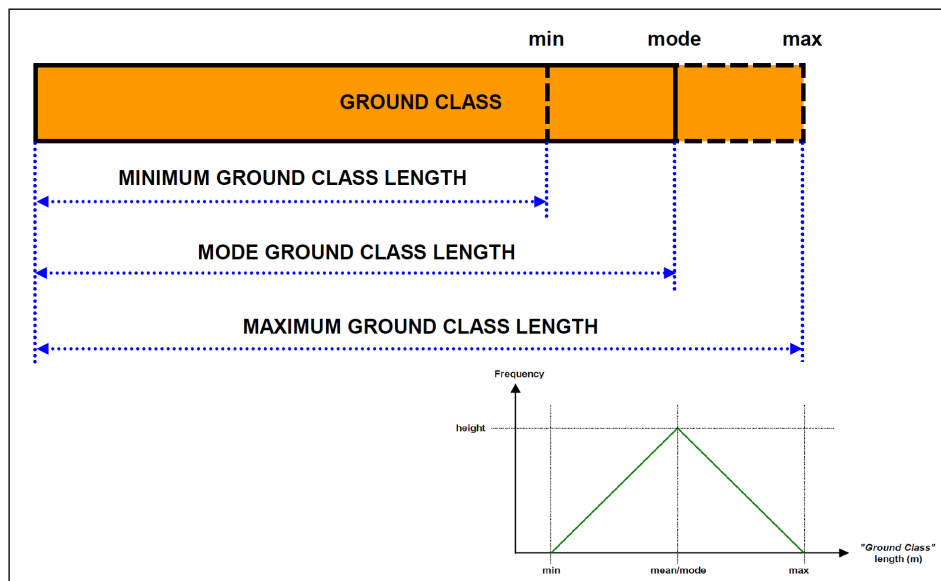 min mode max
GROUND CLASS
MINIMUM GROUND CLASS LENGTH
MODE GROUND CLASS LENGTH
MAXIMUM GROUND CLASS LENGTH
Frequency
height
"Ground Class"
length (m)
min mean/mode max